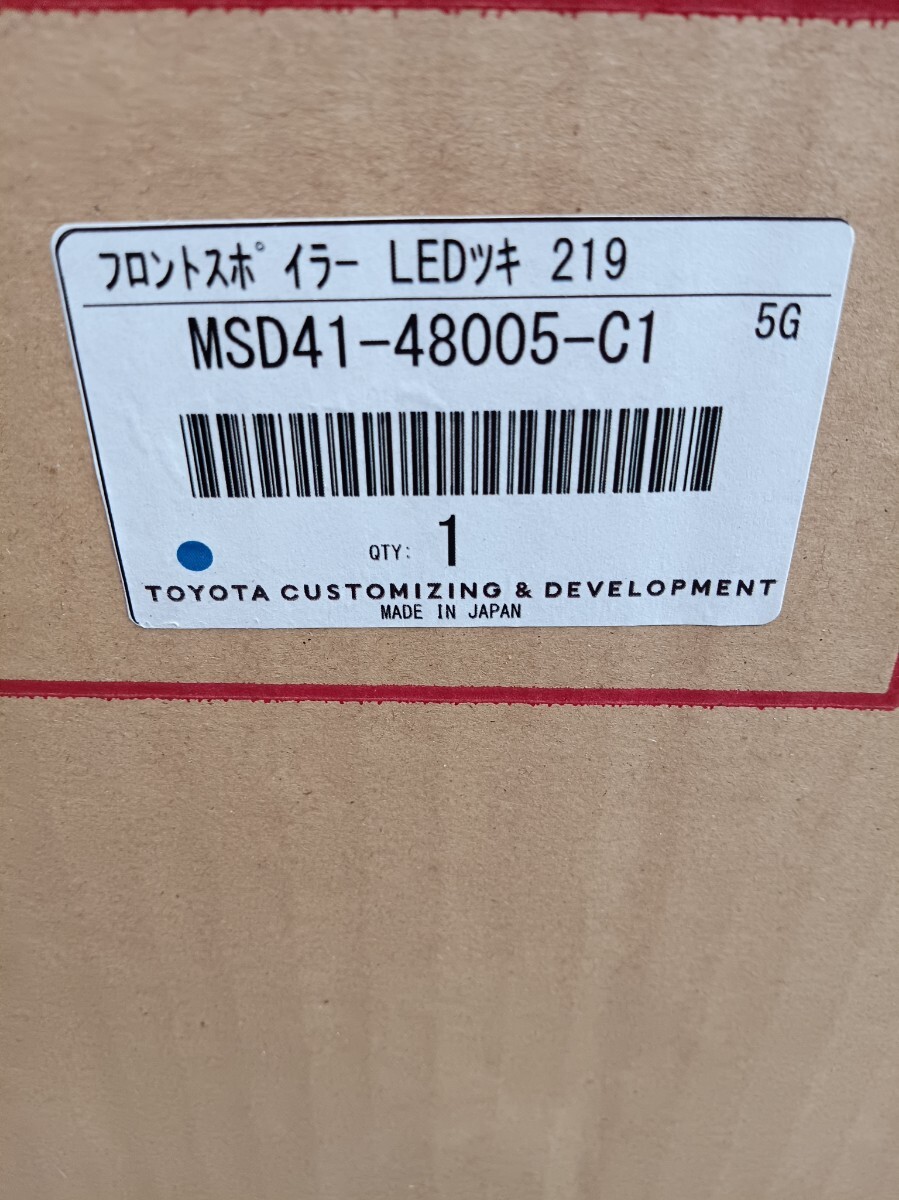 ﾌﾛﾝﾄｽﾎﾟｲﾗｰ LEDﾂｷ 219
MSD41-48005-C1 5G
QTY: 1
TOYOTA CUSTOMIZING & DEVELOPMENT
MADE IN JAPAN